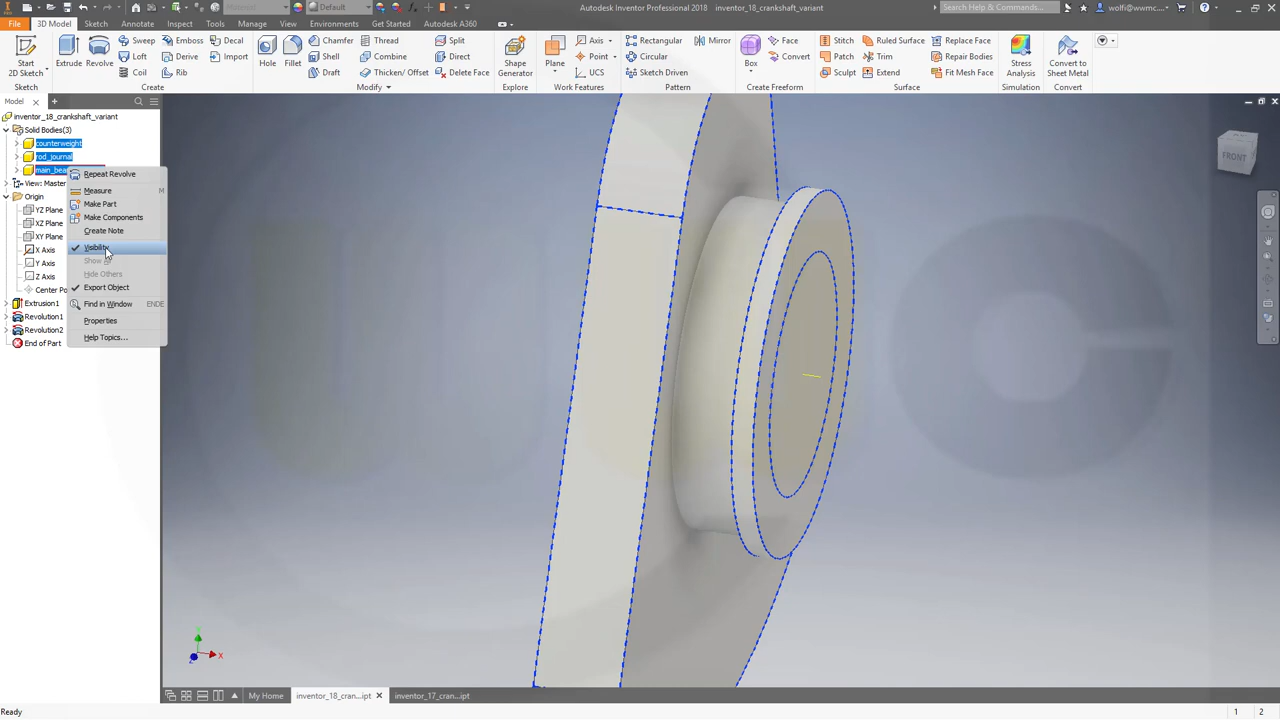 Autodesk Inventor Professional 2018 inventor_18_crankshaft_variant
Search Help & Commands...
wolfi@wwmc...
Material
Default
File 3D Model Sketch Annotate Inspect Tools Manage View Environments Get Started Autodesk A360
Start
2D Sketch
Extrude
Revolve
Sweep
Loft
Coil
Emboss
Derive
Rib
Decal
Import
Hole
Fillet
Chamfer
Shell
Draft
Thread
Combine
Thicken/ Offset
Split
Direct
Delete Face
Shape
Generator
Plane
Axis
Point
UCS
Rectangular
Circular
Sketch Driven
Mirror
Box
Face
Convert
Stitch
Patch
Sculpt
Ruled Surface
Trim
Extend
Replace Face
Repair Bodies
Fit Mesh Face
Stress
Analysis
Convert to
Sheet Metal
Sketch Create Modify Explore Work Features Pattern Create Freeform Surface Simulation Convert
Model
inventor_18_crankshaft_variant
Solid Bodies(3)
counterweight
rod_journal
View: Master
Origin
YZ Plane
XZ Plane
XY Plane
X Axis
Y Axis
Z Axis
Extrusion1
Revolution1
Revolution2
End of Part
Repeat Revolve
Measure M
Make Part
Make Components
Create Note
Visibility
Hide Others
Export Object
Find in Window ENDE
Properties
Help Topics...
FRONT
Y
X
Z
My Home inventor_18_cran...ipt inventor_17_cran...ipt
Ready 1 2